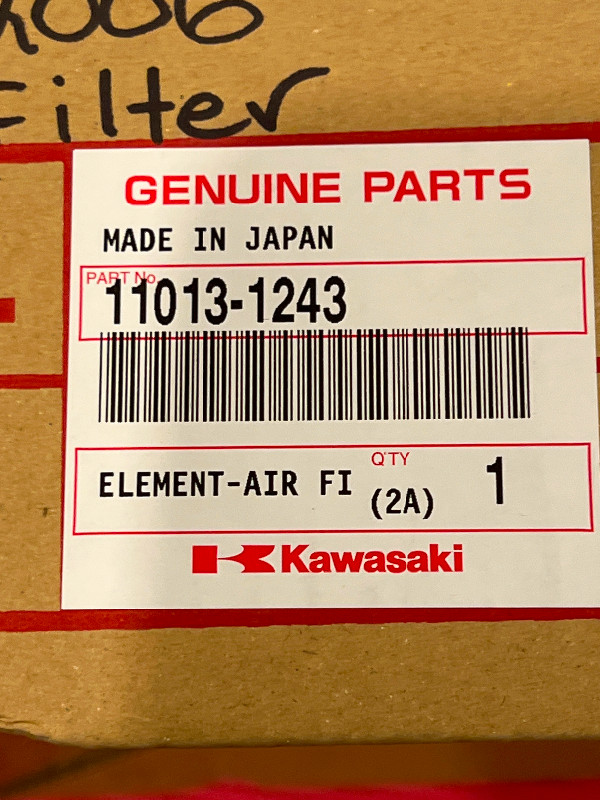 Filter
GENUINE PARTS
MADE IN JAPAN
PART No.
11013-1243
ELEMENT-AIR FI
Q'TY
(2A)
1
Kawasaki